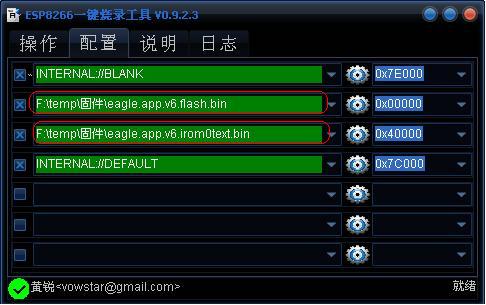 ESP8266一键烧录工具 V0.9.2.3
操作 配置 说明 日志
INTERNAL://BLANK 0x7E000
F:\temp\固件\eagle.app.v6.flash.bin 0x00000
F:\temp\固件\eagle.app.v6.irom0text.bin 0x40000
INTERNAL://DEFAULT 0x7C000
黄锐<vowstar@gmail.com> 就绪